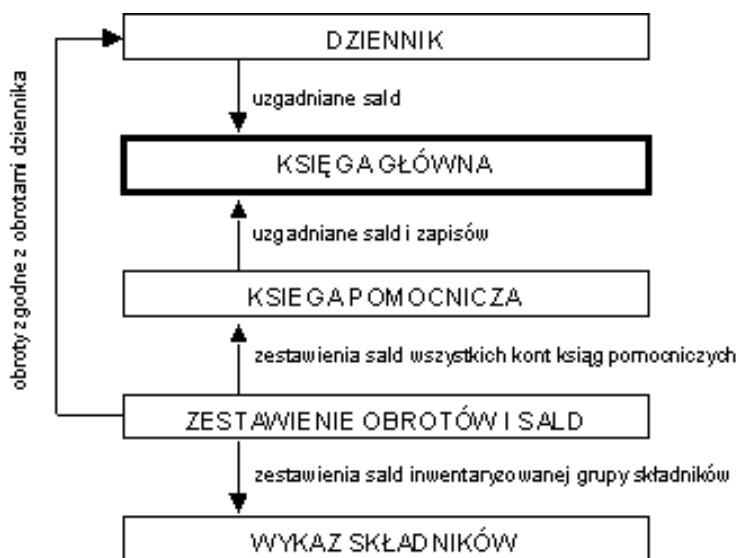 DZIENNIK
uzgadniane sald
KSIĘGA GŁÓWNA
uzgadniane sald i zapisów
KSIEGA POMOCNICZA
zestawienia sald wszystkich kont ksiąg pomocniczych
ZESTAWIENIE OBROTÓW I SALD
zestawienia sald inwentaryzowanej grupy składników
WYKAZ SKŁADNIKÓW
obroty zgodne z obrotami dziennika